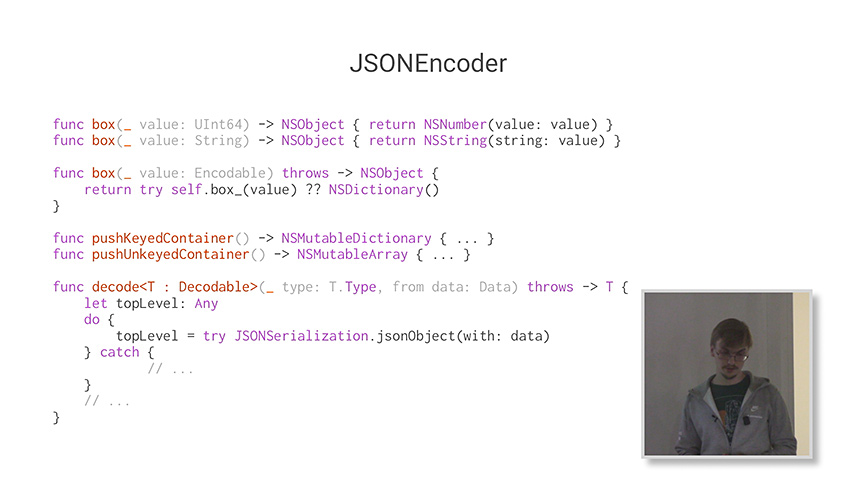 JSONEncoder
func box(_ value: UInt64) -> NSObject { return NSNumber(value: value) }
func box(_ value: String) -> NSObject { return NSString(string: value) }
func box(_ value: Encodable) throws -> NSObject {
return try self.box_(value) ?? NSDictionary()
}
func pushKeyedContainer() -> NSMutableDictionary { ... }
func pushUnkeyedContainer() -> NSMutableArray { ... }
func decode<T : Decodable>(_ type: T.Type, from data: Data) throws -> T {
let topLevel: Any
do {
topLevel = try JSONSerialization.jsonObject(with: data)
} catch {
// ...
}
// ...
}